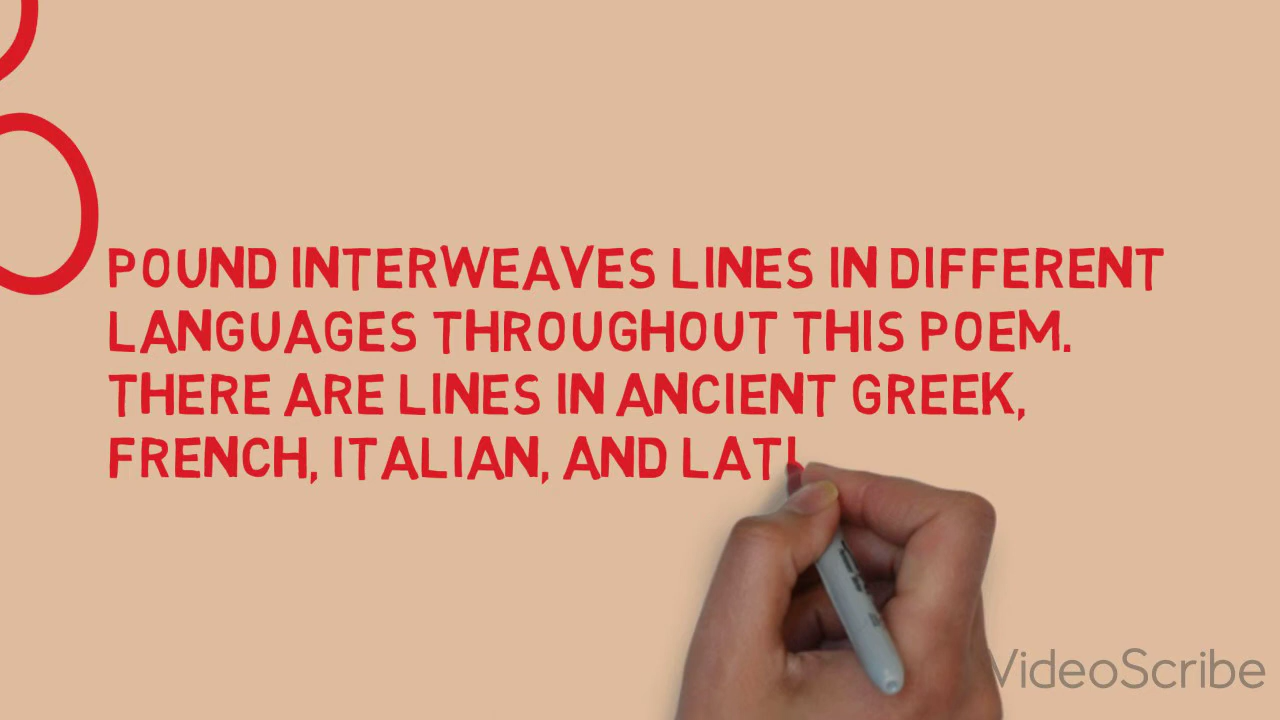 POUND INTERWEAVES LINES IN DIFFERENT
LANGUAGES THROUGHOUT THIS POEM.
THERE ARE LINES IN ANCIENT GREEK,
FRENCH, ITALIAN, AND LATI
VideoScribe